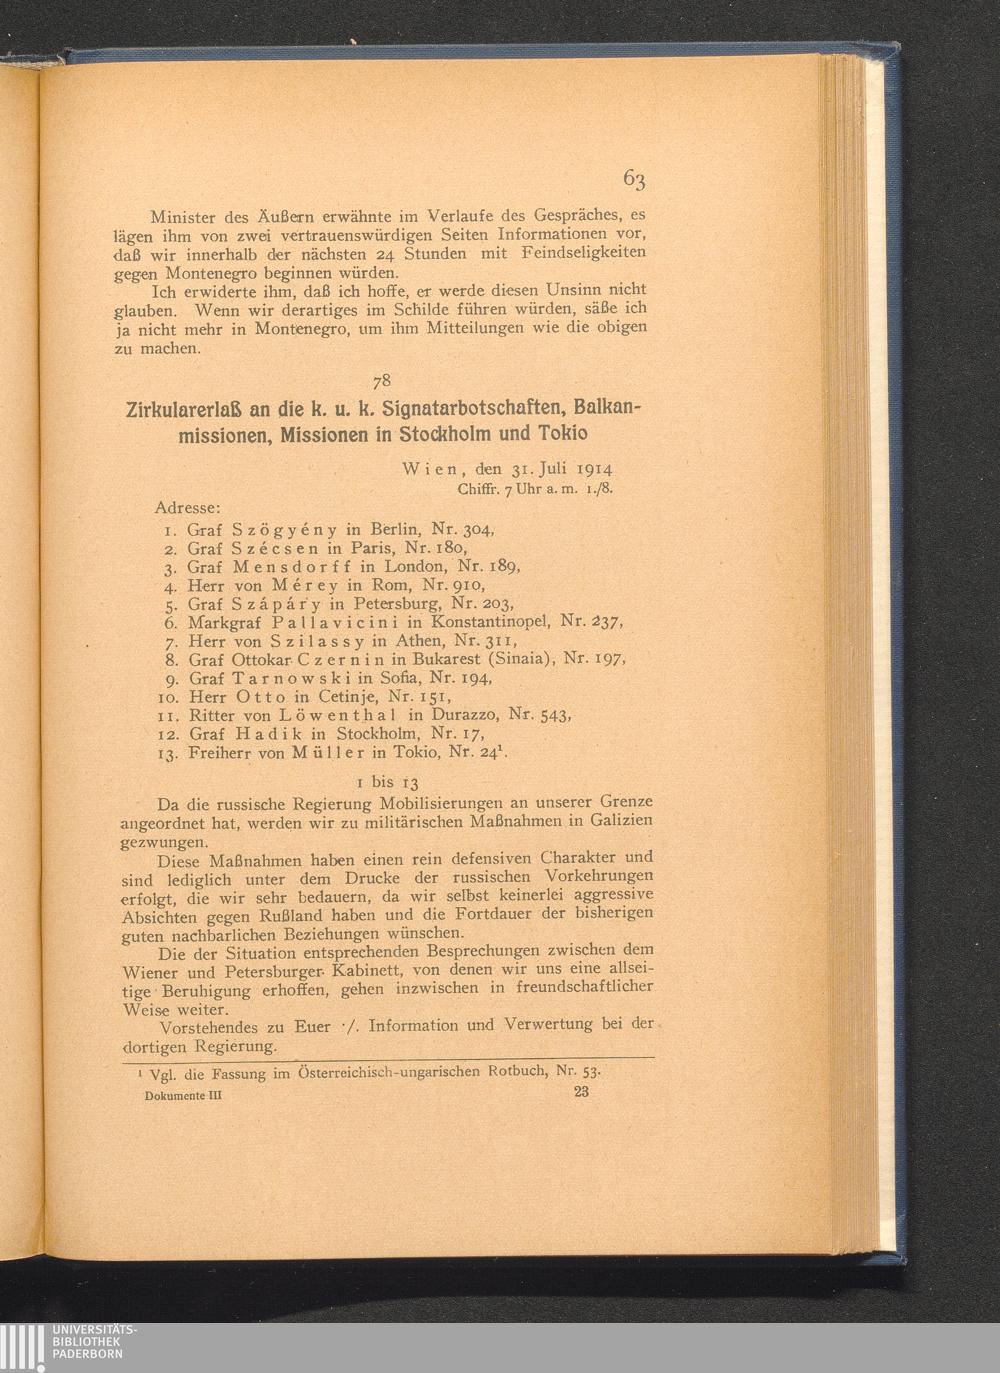 63
Minister des Äußern erwähnte im Verlaufe des Gespräches, es
lägen ihm von zwei vertrauenswürdigen Seiten Informationen vor,
daß wir innerhalb der nächsten 24 Stunden mit Feindseligkeiten
gegen Montenegro beginnen würden.
Ich erwiderte ihm, daß ich hoffe, er werde diesen Unsinn nicht
glauben. Wenn wir derartiges im Schilde führen würden, säße ich
ja nicht mehr in Montenegro, um ihm Mitteilungen wie die obigen
zu machen.
78
Zirkularerlaß an die k. u. k. Signatarbotschaften, Balkan-
missionen, Missionen in Stockholm und Tokio
Wien, den 31. Juli 1914
Chiffr. 7 Uhr a. m. 1./8.
Adresse:
1. Graf Szögyény in Berlin, Nr. 304,
2. Graf Szécsen in Paris, Nr. 180,
3. Graf Mensdorff in London, Nr. 189,
4. Herr von Mérey in Rom, Nr. 910,
5. Graf Szápáry in Petersburg, Nr. 203,
6. Markgraf Pallavicini in Konstantinopel, Nr. 237,
7. Herr von Szilassy in Athen, Nr. 311,
8. Graf Ottokar Czernin in Bukarest (Sinaia), Nr. 197,
9. Graf Tarnowski in Sofia, Nr. 194,
10. Herr Otto in Cetinje, Nr. 151,
11. Ritter von Löwenthal in Durazzo, Nr. 543,
12. Graf Hadik in Stockholm, Nr. 17,
13. Freiherr von Müller in Tokio, Nr. 24¹.
1 bis 13
Da die russische Regierung Mobilisierungen an unserer Grenze
angeordnet hat, werden wir zu militärischen Maßnahmen in Galizien
gezwungen.
Diese Maßnahmen haben einen rein defensiven Charakter und
sind lediglich unter dem Drucke der russischen Vorkehrungen
erfolgt, die wir sehr bedauern, da wir selbst keinerlei aggressive
Absichten gegen Rußland haben und die Fortdauer der bisherigen
guten nachbarlichen Beziehungen wünschen.
Die der Situation entsprechenden Besprechungen zwischen dem
Wiener und Petersburger Kabinett, von denen wir uns eine allsei-
tige Beruhigung erhoffen, gehen inzwischen in freundschaftlicher
Weise weiter.
Vorstehendes zu Euer ·/. Information und Verwertung bei der
dortigen Regierung.
¹ Vgl. die Fassung im Österreichisch-ungarischen Rotbuch, Nr. 53.
Dokumente III 23
UNIVERSITÄTS-
BIBLIOTHEK
PADERBORN